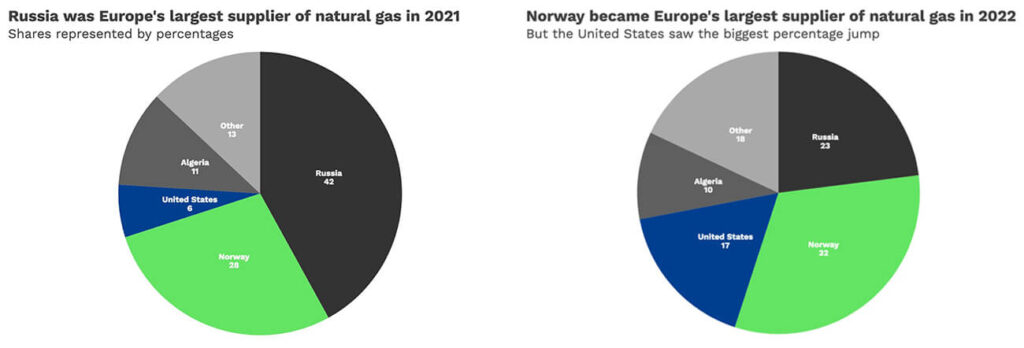 Russia was Europe's largest supplier of natural gas in 2021
Shares represented by percentages
Other
13
Algeria
11
United States
6
Norway
28
Russia
42
Norway became Europe's largest supplier of natural gas in 2022
But the United States saw the biggest percentage jump
Other
18
Russia
23
Algeria
10
United States
17
Norway
22